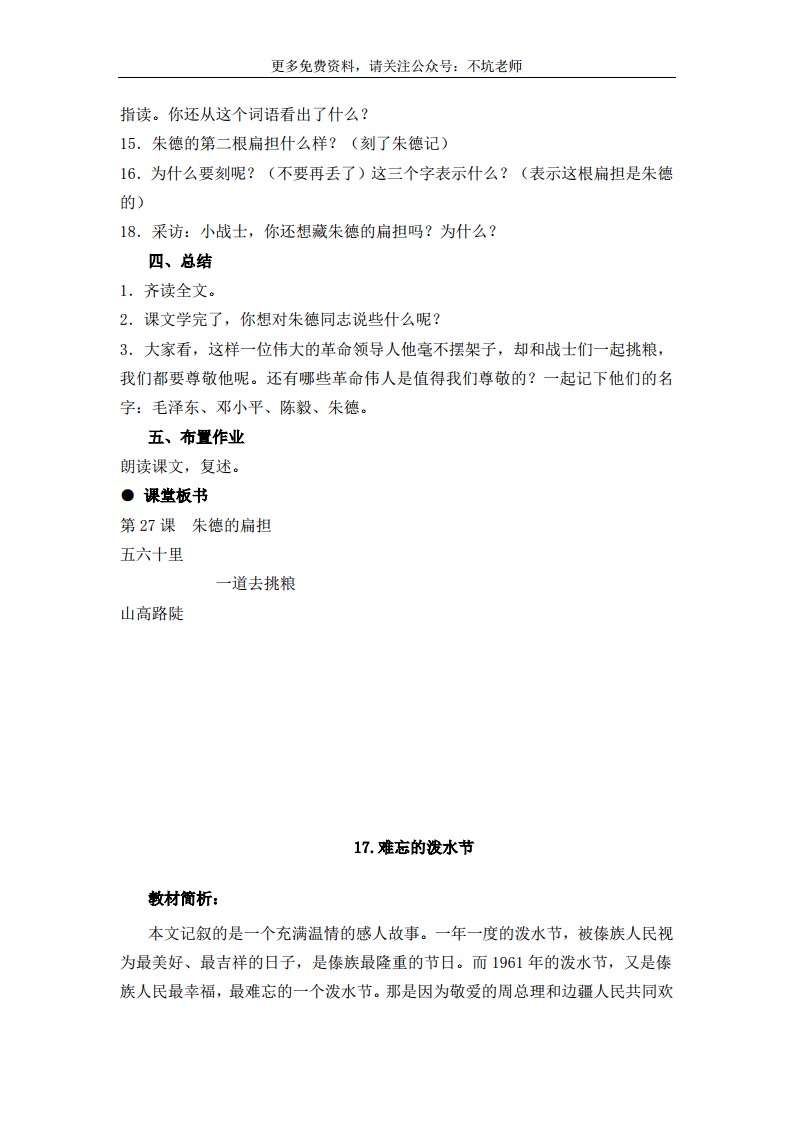 更多免费资料，请关注公众号：不坑老师
指读。你还从这个词语看出了什么？
15．朱德的第二根扁担什么样？（刻了朱德记）
16．为什么要刻呢？（不要再丢了）这三个字表示什么？（表示这根扁担是朱德
的）
18．采访：小战士，你还想藏朱德的扁担吗？为什么？
四、总结
1．齐读全文。
2．课文学完了，你想对朱德同志说些什么呢？
3．大家看，这样一位伟大的革命领导人他毫不摆架子，却和战士们一起挑粮，
我们都要尊敬他呢。还有哪些革命伟人是值得我们尊敬的？一起记下他们的名
字：毛泽东、邓小平、陈毅、朱德。
五、布置作业
朗读课文，复述。
● 课堂板书
第 27 课　朱德的扁担
五六十里
一道去挑粮
山高路陡
17.难忘的泼水节
教材简析：
本文记叙的是一个充满温情的感人故事。一年一度的泼水节，被傣族人民视
为最美好、最吉祥的日子，是傣族最隆重的节日。而 1961 年的泼水节，又是傣
族人民最幸福，最难忘的一个泼水节。那是因为敬爱的周总理和边疆人民共同欢